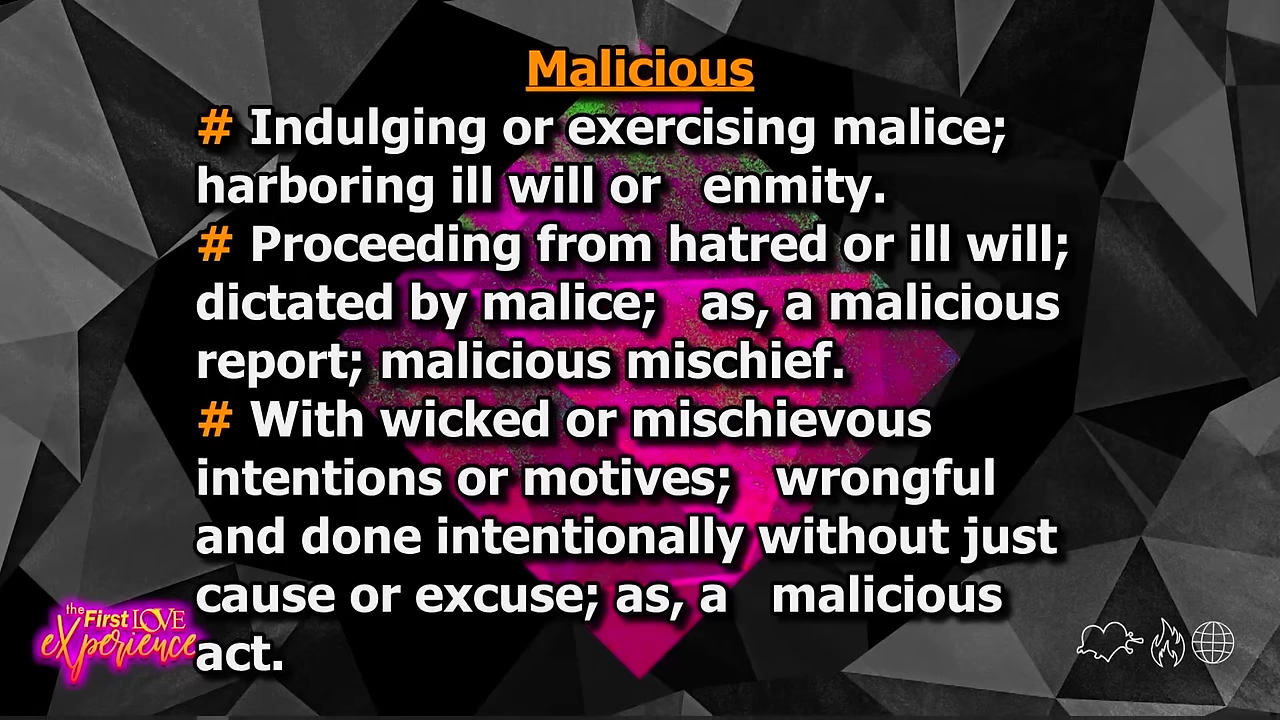 Malicious
# Indulging or exercising malice;
harboring ill will or   enmity.
# Proceeding from hatred or ill will;
dictated by malice;   as, a malicious
report; malicious mischief.
# With wicked or mischievous
intentions or motives;   wrongful
and done intentionally without just
cause or excuse; as, a   malicious
act.
the First LOVE
eXperience